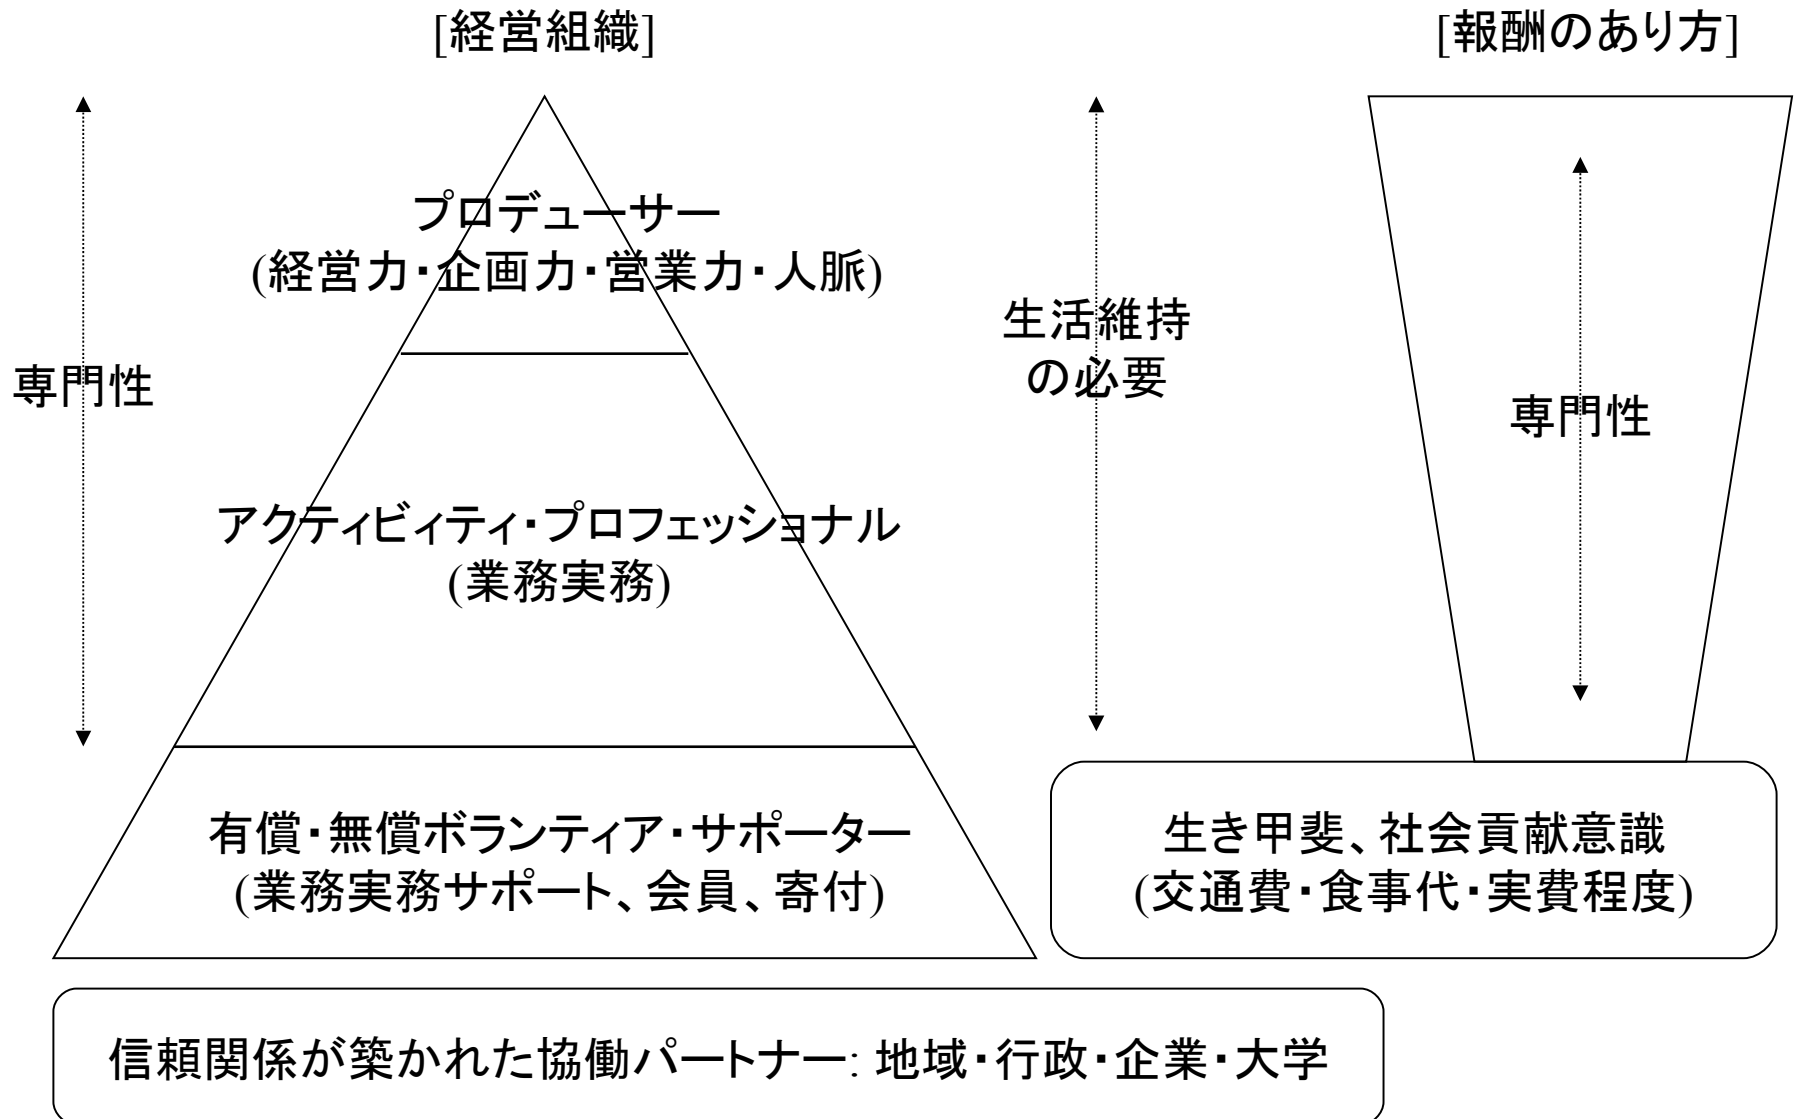 [経営組織]
[報酬のあり方]
プロデューサー
(経営力・企画力・営業力・人脈)
専門性
生活維持
の必要
専門性
アクティビィティ・プロフェッショナル
(業務実務)
有償・無償ボランティア・サポーター
(業務実務サポート、会員、寄付)
生き甲斐、社会貢献意識
(交通費・食事代・実費程度)
信頼関係が築かれた協働パートナー: 地域・行政・企業・大学